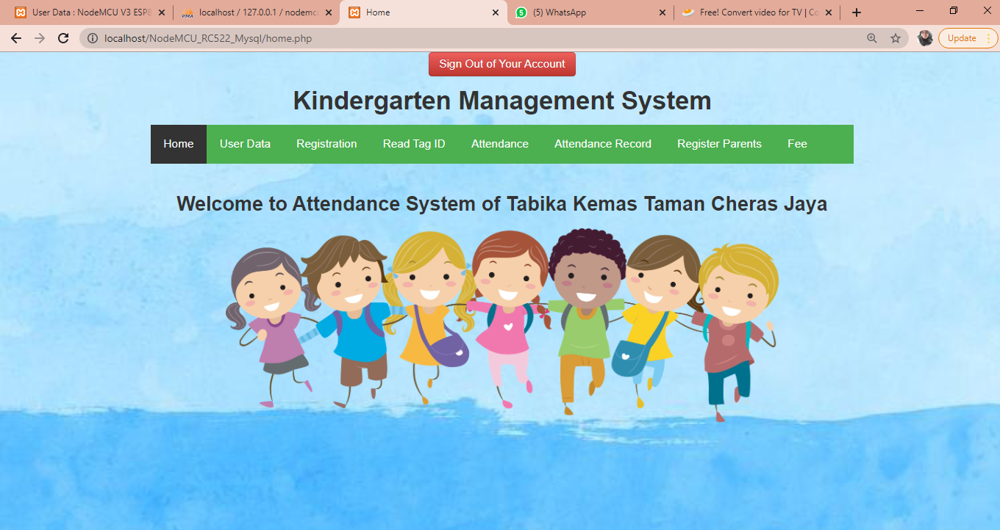 User Data : NodeMCU V3 ESP8
localhost / 127.0.0.1 / nodemc
Home
5 (5) WhatsApp
Free! Convert video for TV | Co
localhost/NodeMCU_RC522_Mysql/home.php
Update
Sign Out of Your Account
Kindergarten Management System
Home User Data Registration Read Tag ID Attendance Attendance Record Register Parents Fee
Welcome to Attendance System of Tabika Kemas Taman Cheras Jaya